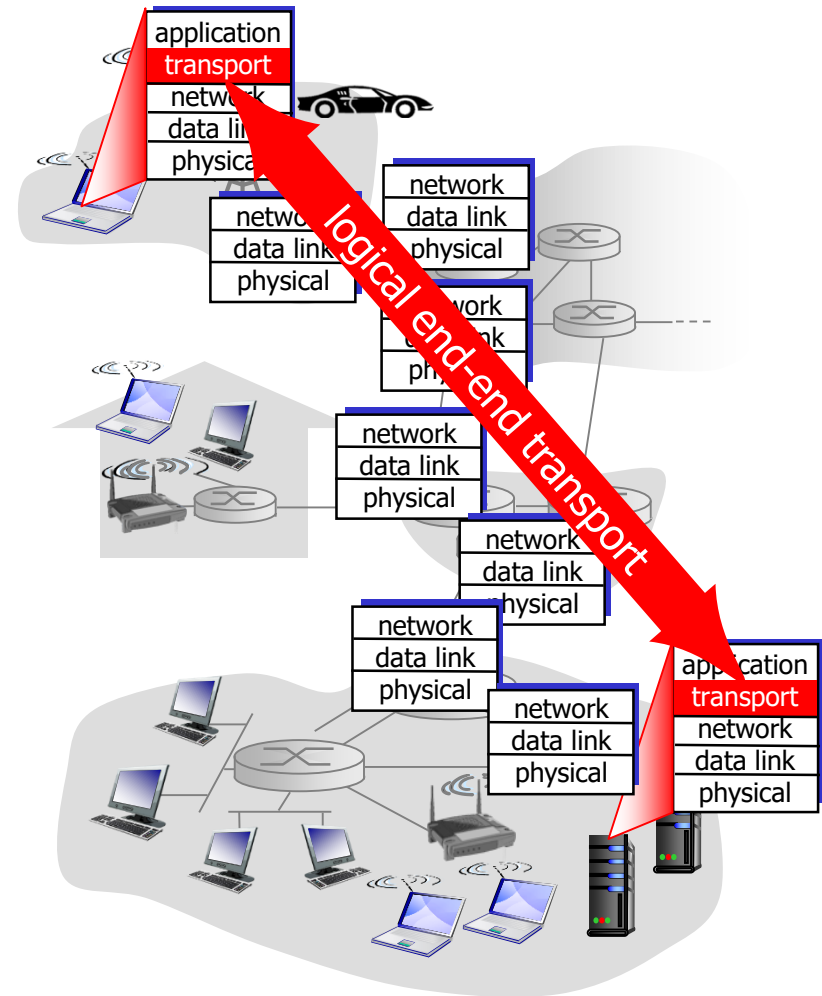 application
transport
network
data link
physical
network
data link
physical
network
data link
physical
logical end-end transport
network
data link
physical
network
data link
physical
network
data link
physical
network
data link
physical
application
transport
network
data link
physical